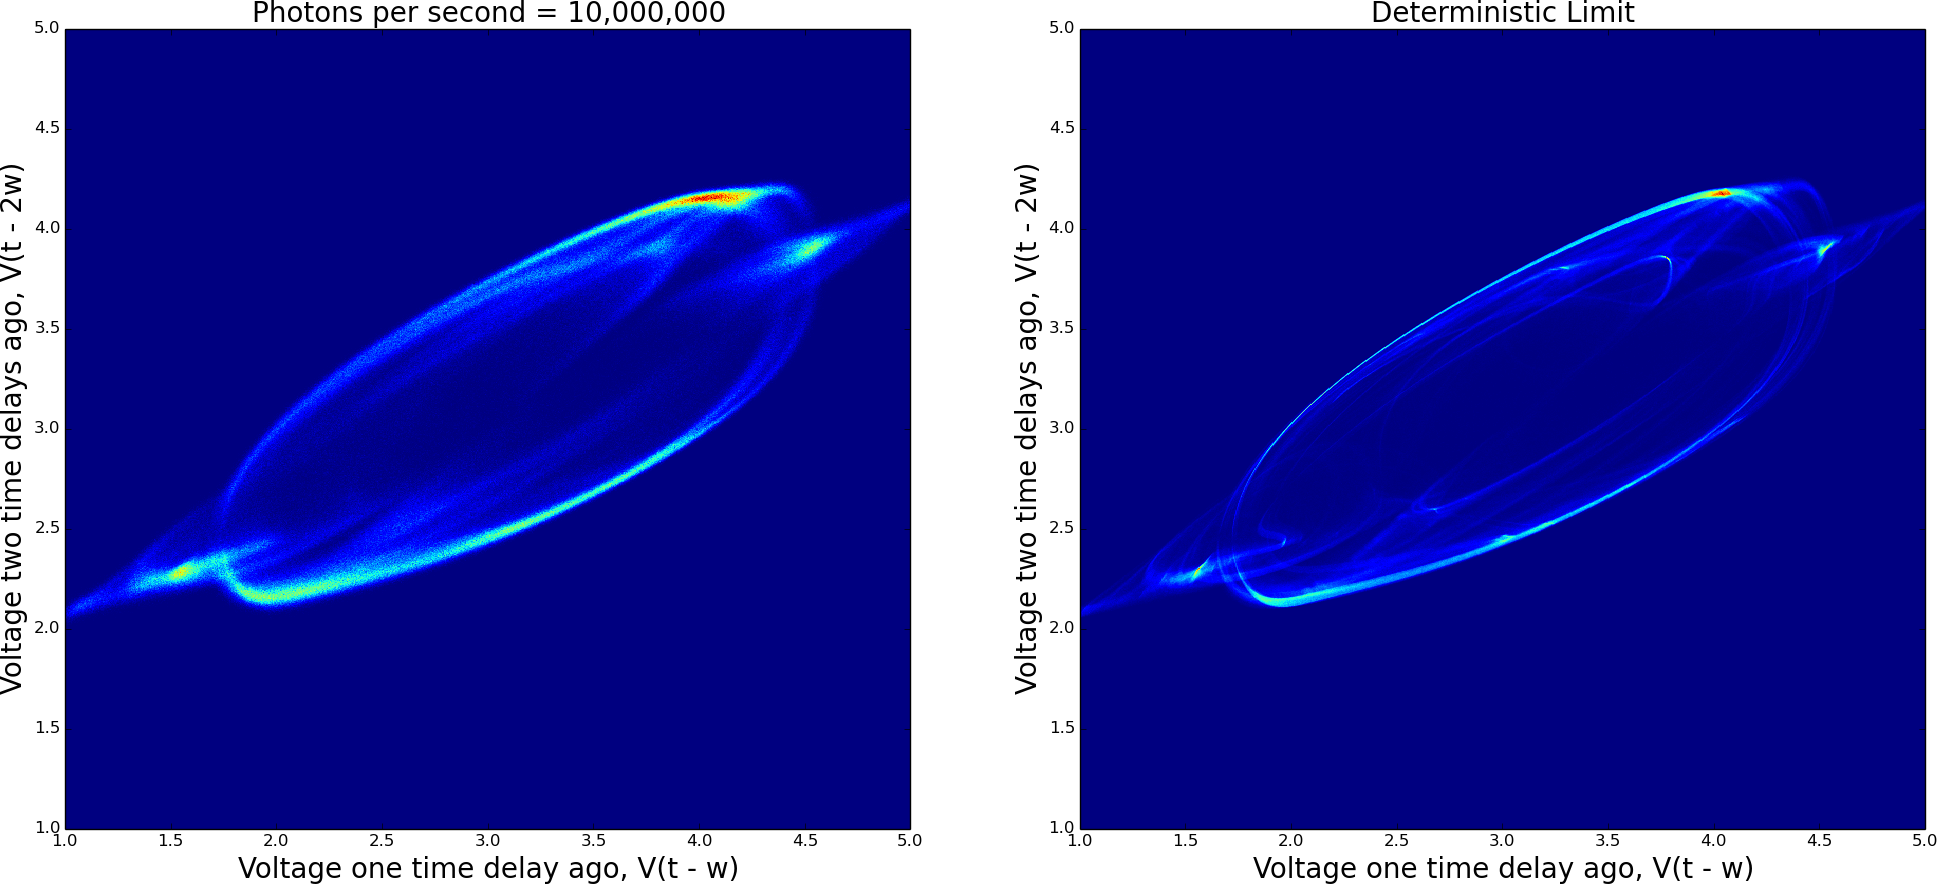 Photons per second = 10,000,000
Voltage two time delays ago, V(t - 2w)
5.0
4.5
4.0
3.5
3.0
2.5
2.0
1.5
1.0
1.0 1.5 2.0 2.5 3.0 3.5 4.0 4.5 5.0
Voltage one time delay ago, V(t - w)
Deterministic Limit
Voltage two time delays ago, V(t - 2w)
5.0
4.5
4.0
3.5
3.0
2.5
2.0
1.5
1.0
1.0 1.5 2.0 2.5 3.0 3.5 4.0 4.5 5.0
Voltage one time delay ago, V(t - w)